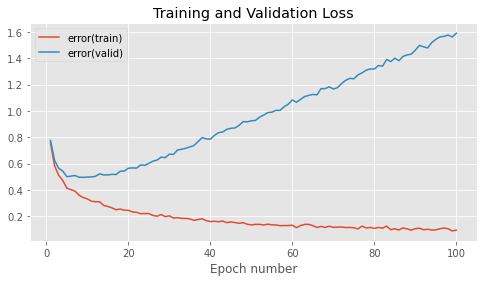 Training and Validation Loss
error(train)
error(valid)
1.6
1.4
1.2
1.0
0.8
0.6
0.4
0.2
0 20 40 60 80 100
Epoch number